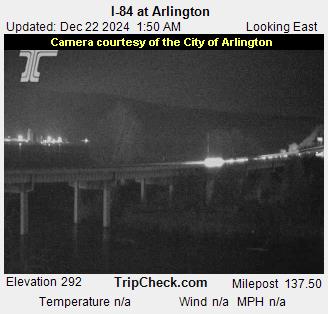 I-84 at Arlington
Updated: Dec 22 2024 1:50 AM Looking East
Camera courtesy of the City of Arlington
Elevation 292 TripCheck.com Milepost 137.50
Temperature n/a Wind n/a MPH n/a